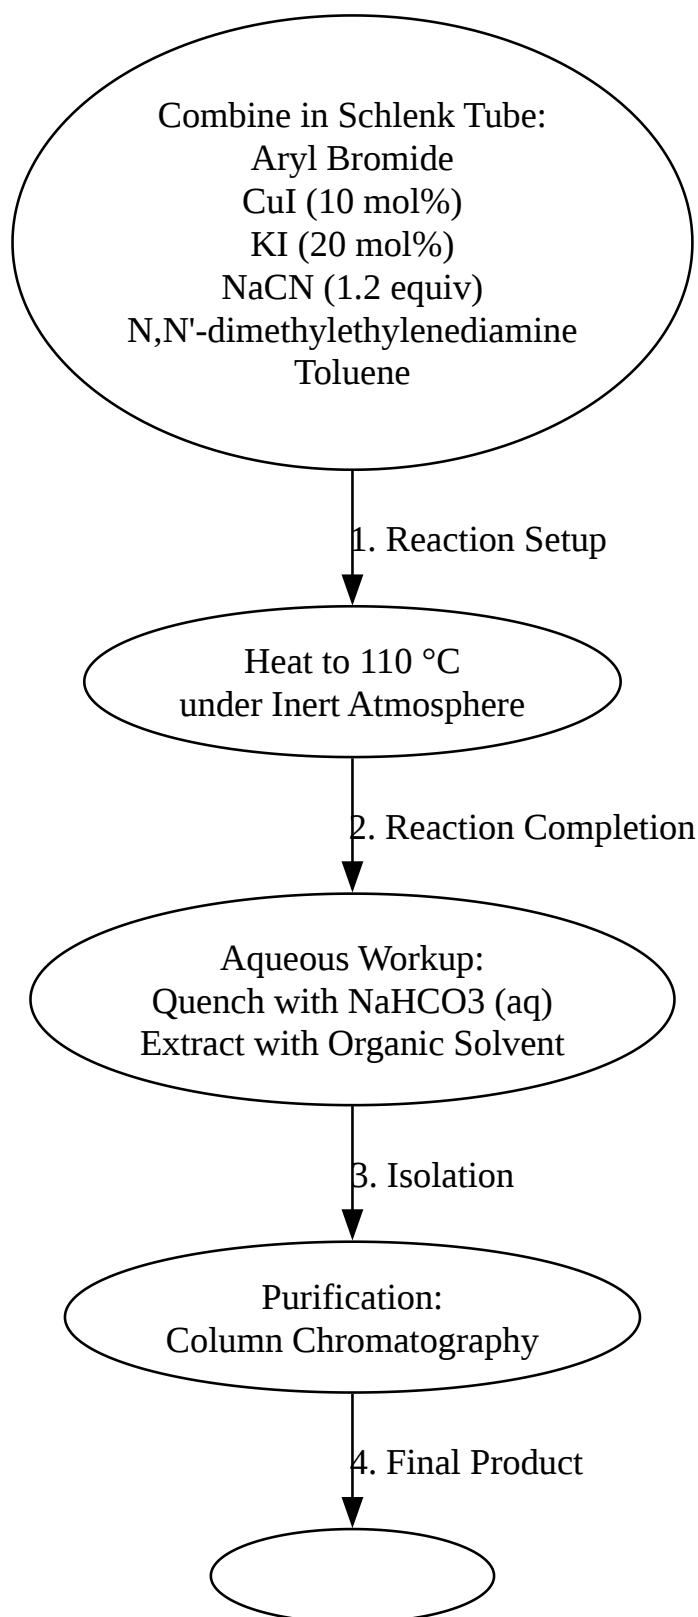 Combine in Schlenk Tube:
Aryl Bromide
CuI (10 mol%)
KI (20 mol%)
NaCN (1.2 equiv)
N,N'-dimethylethylenediamine
Toluene
1. Reaction Setup
Heat to 110 °C
under Inert Atmosphere
2. Reaction Completion
Aqueous Workup:
Quench with NaHCO3 (aq)
Extract with Organic Solvent
3. Isolation
Purification:
Column Chromatography
4. Final Product